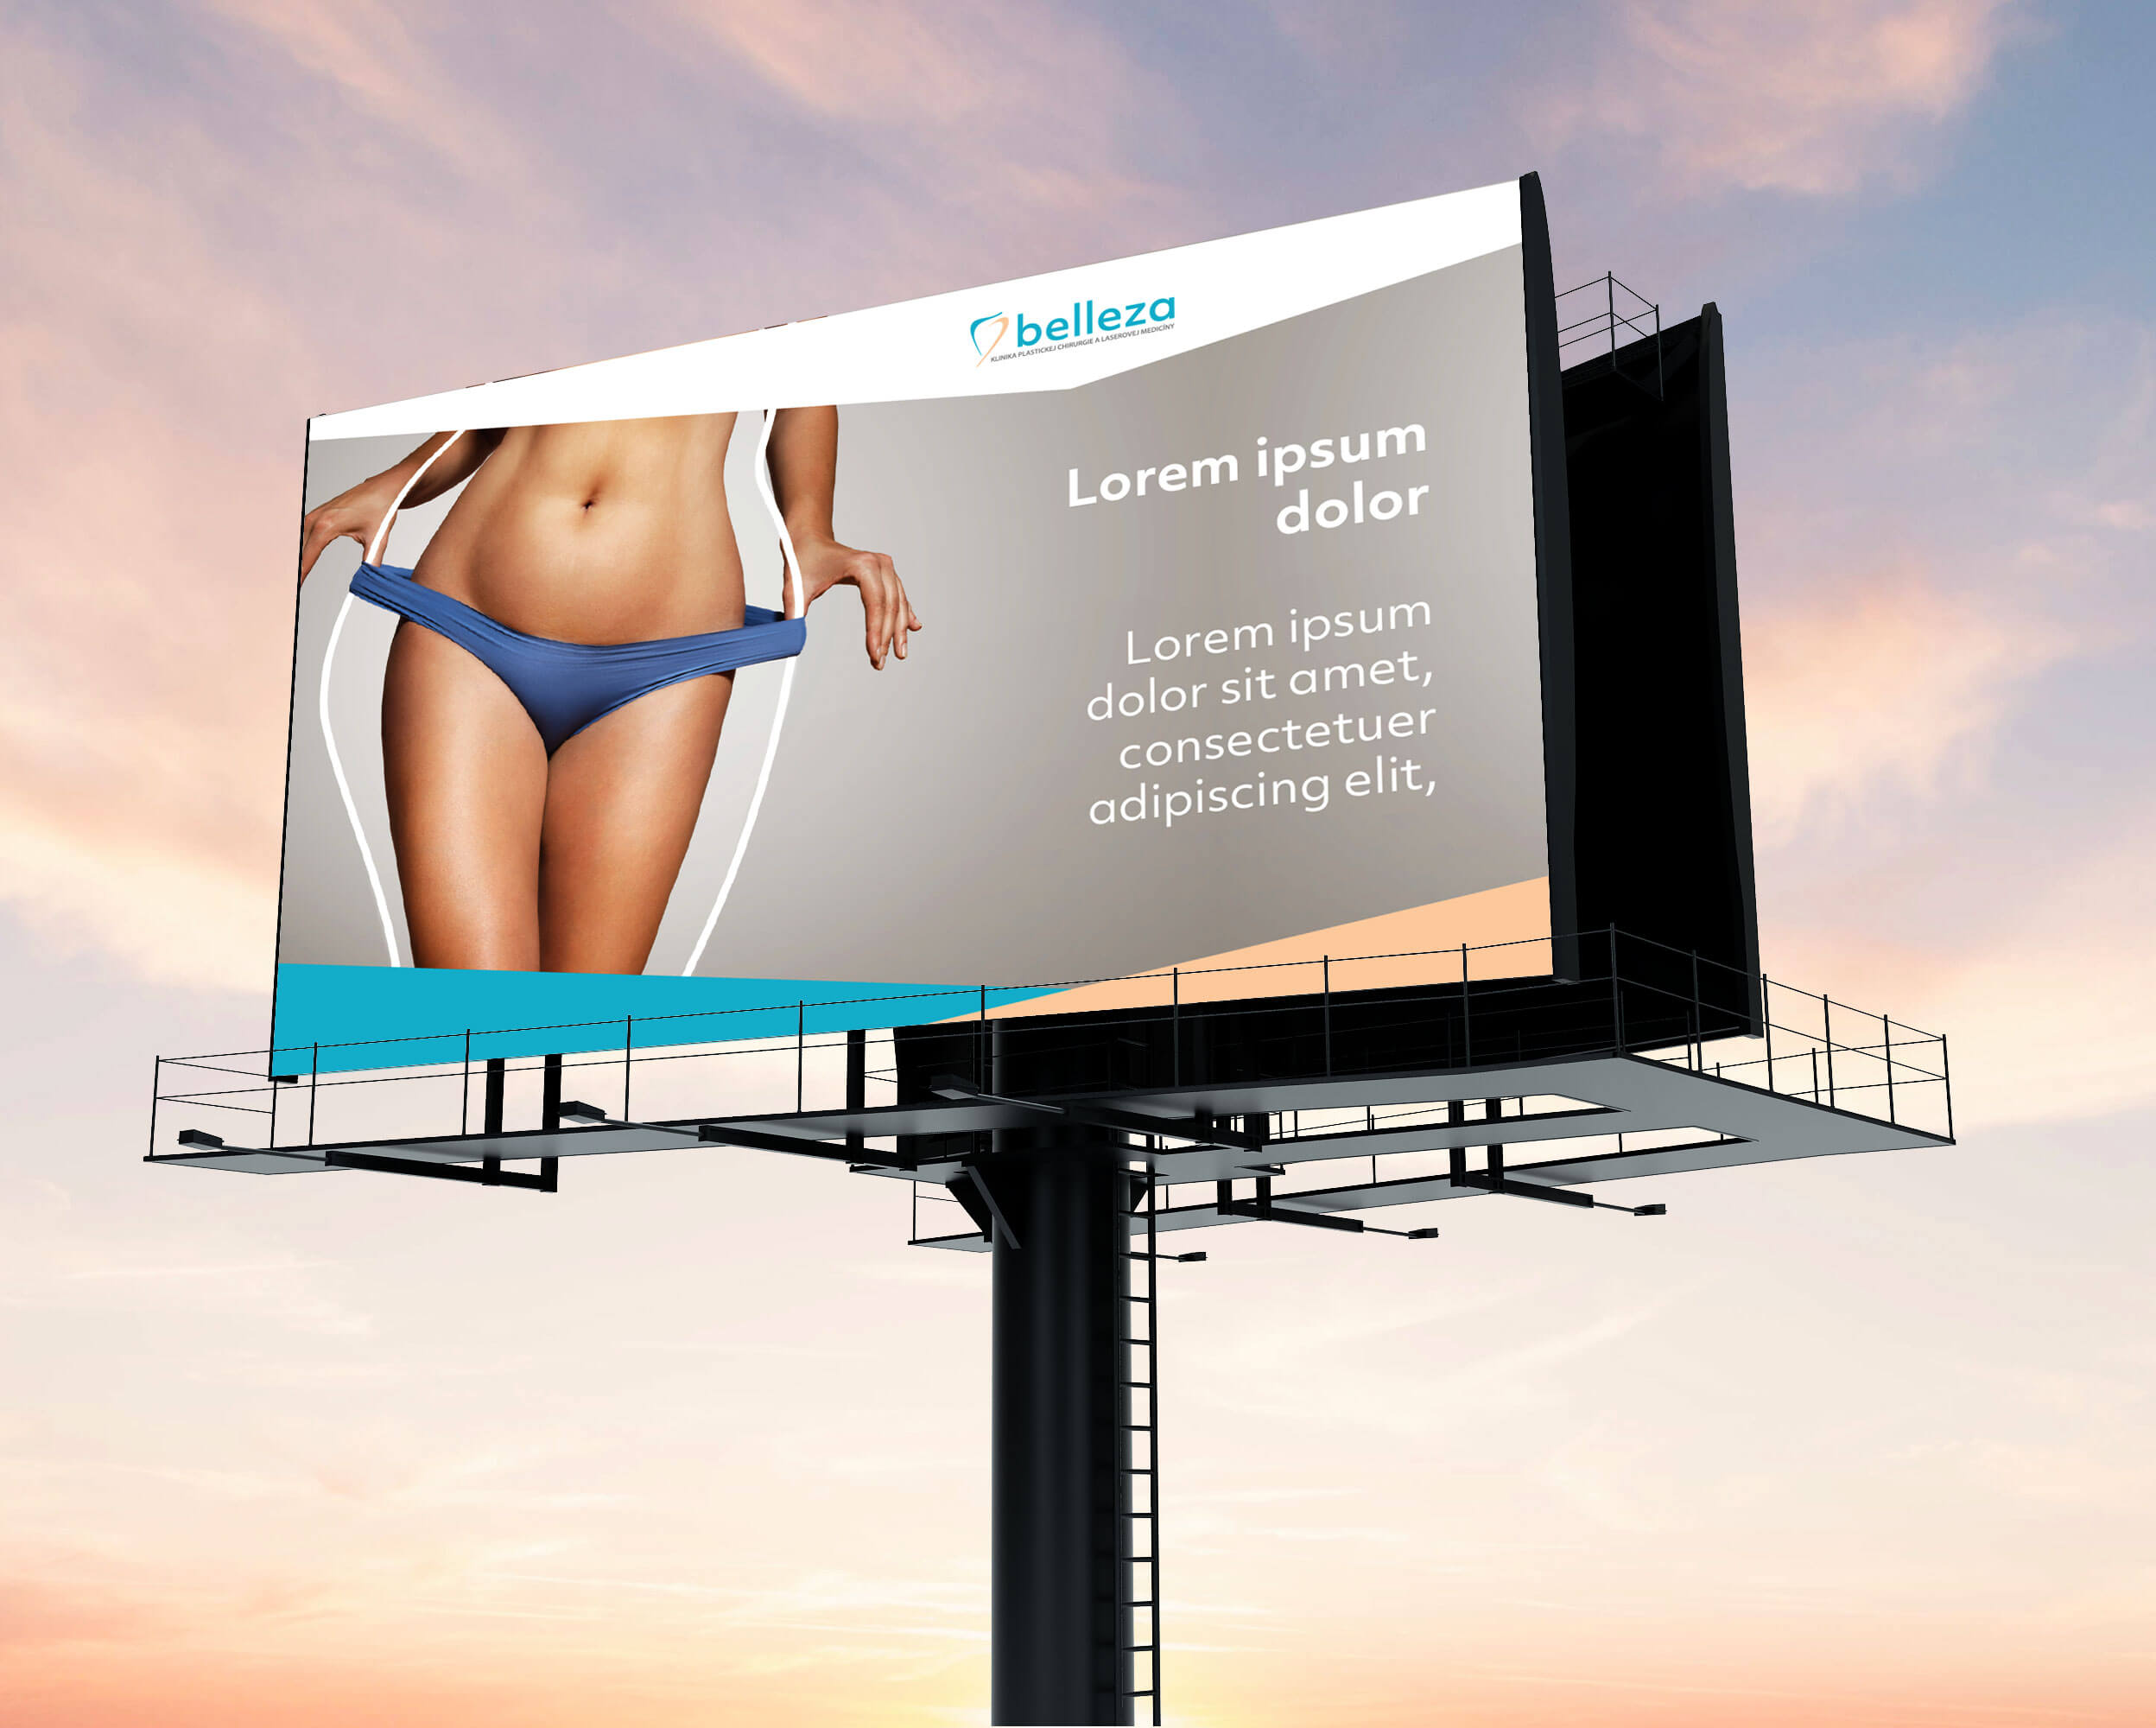 belleza
KLINIKA PLASTICKEJ CHIRURGIE A LASEROVEJ MEDICÍNY
Lorem ipsum
dolor
Lorem ipsum
dolor sit amet,
consectetuer
adipiscing elit,